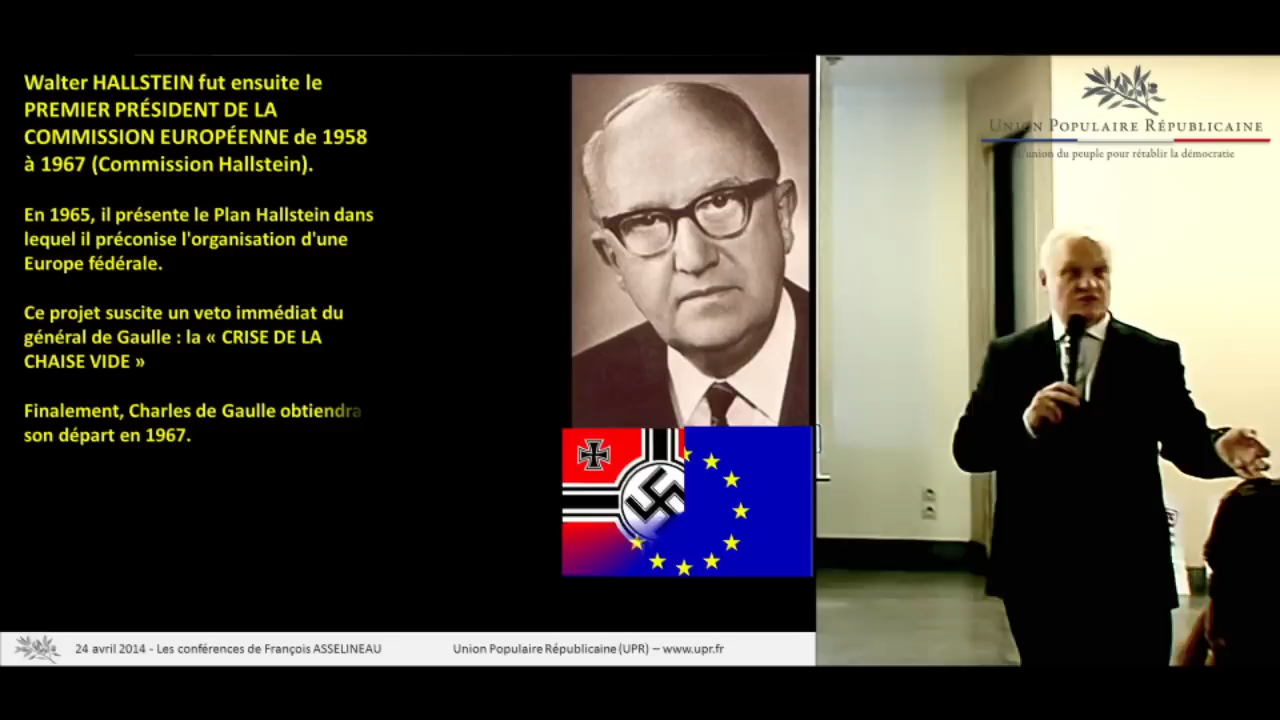 Walter HALLSTEIN fut ensuite le
PREMIER PRÉSIDENT DE LA
COMMISSION EUROPÉENNE de 1958
à 1967 (Commission Hallstein).
En 1965, il présente le Plan Hallstein dans
lequel il préconise l'organisation d'une
Europe fédérale.
Ce projet suscite un veto immédiat du
général de Gaulle : la « CRISE DE LA
CHAISE VIDE »
Finalement, Charles de Gaulle obtiendra
son départ en 1967.
24 avril 2014 - Les conférences de François ASSELINEAU
Union Populaire Républicaine (UPR) – www.upr.fr
UNION POPULAIRE RÉPUBLICAINE
L'union du peuple pour rétablir la démocratie